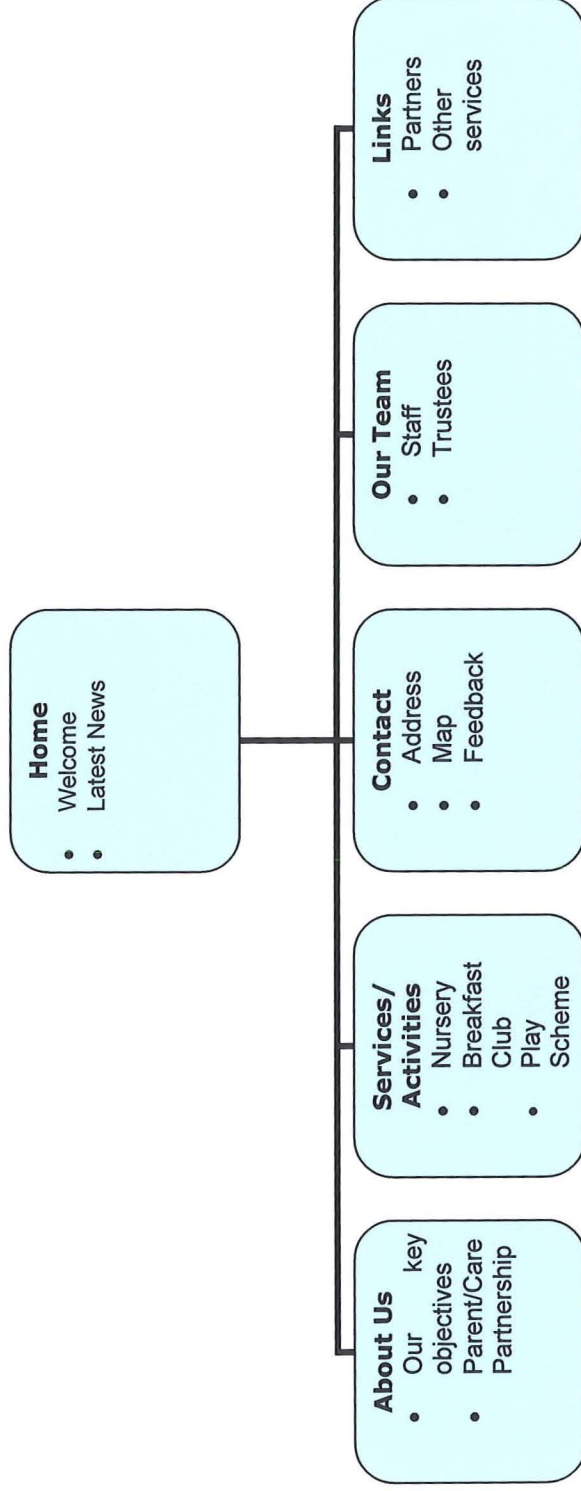 Home
• Welcome
• Latest News
About Us
• Our key
objectives
• Parent/Care
Partnership
Services/
Activities
• Nursery
• Breakfast
Club
• Play
Scheme
Contact
• Address
• Map
• Feedback
Our Team
• Staff
• Trustees
Links
• Partners
• Other
services